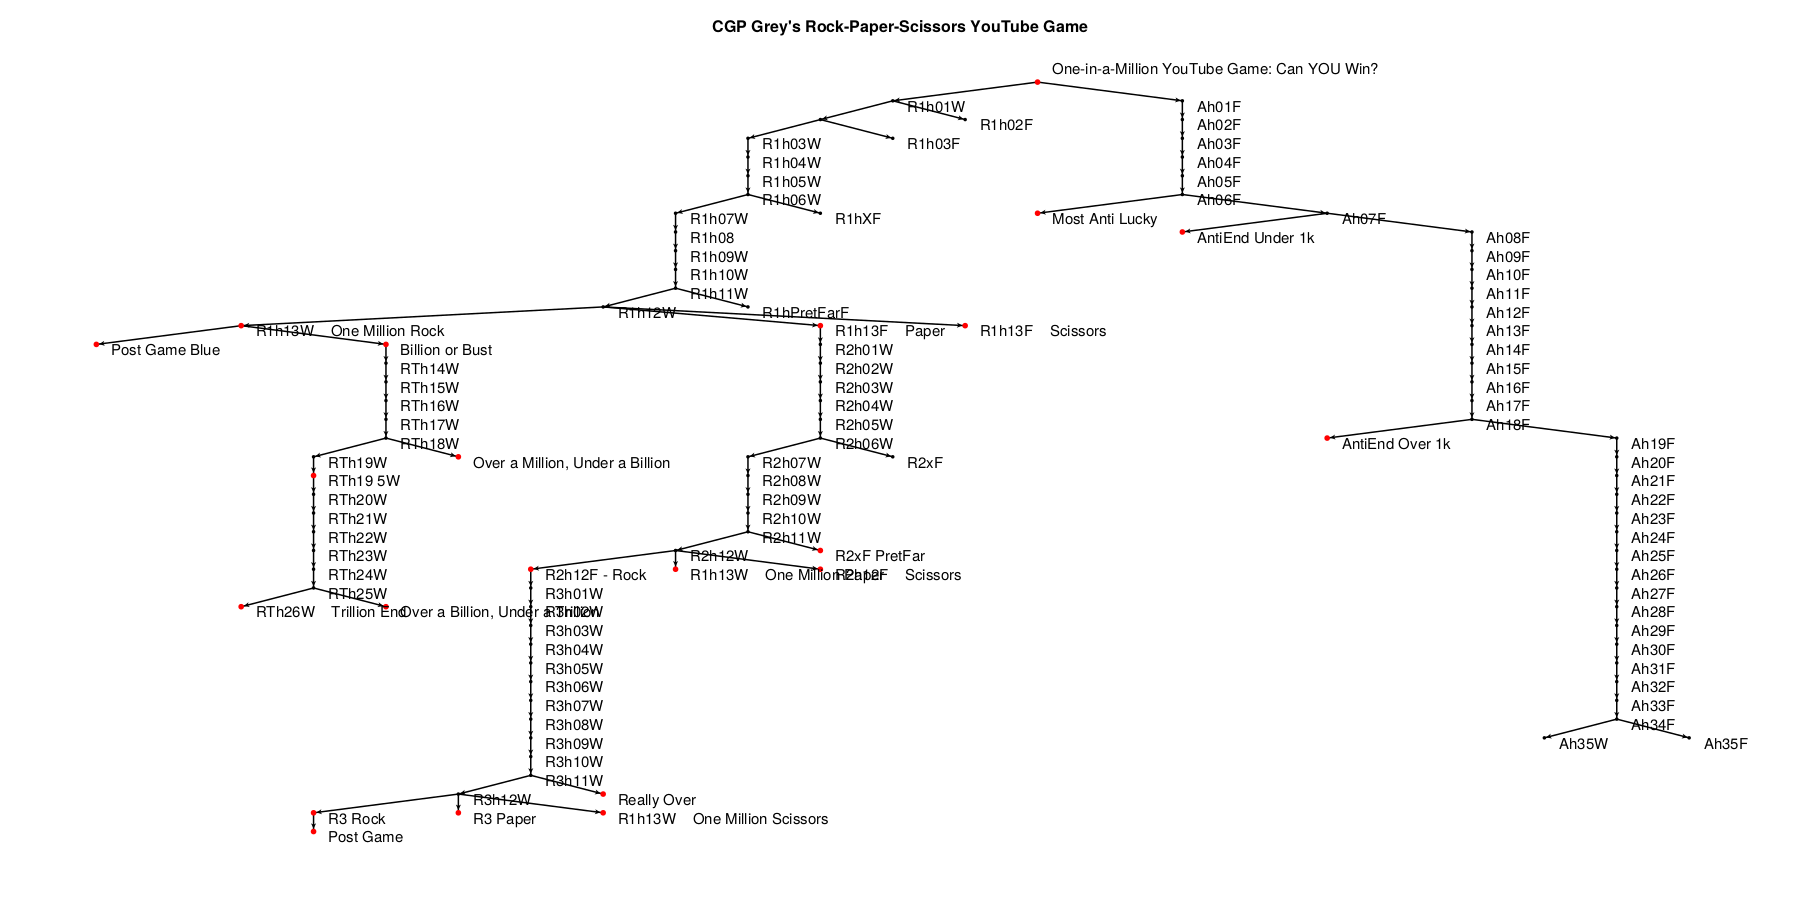 CGP Grey's Rock-Paper-Scissors YouTube Game
One-in-a-Million YouTube Game: Can YOU Win?
R1h01W Ah01F
R1h02F Ah02F
R1h03W R1h03F Ah03F
R1h04W Ah04F
R1h05W Ah05F
R1h06W Ah06F
R1h07W R1hXF Most Anti Lucky Ah07F
R1h08 AntiEnd Under 1k Ah08F
R1h09W Ah09F
R1h10W Ah10F
R1h11W Ah11F
R1h12W R1hPretFarF Ah12F
R1h13W One Million Rock R1h13F Paper R1h13F Scissors Ah13F
Post Game Blue Billion or Bust R2h01W Ah14F
RTh14W R2h02W Ah15F
RTh15W R2h03W Ah16F
RTh16W R2h04W Ah17F
RTh17W R2h05W Ah18F
RTh18W R2h06W AntiEnd Over 1k Ah19F
RTh19W Over a Million, Under a Billion R2h07W R2xF Ah20F
RTh19 5W R2h08W Ah21F
RTh20W R2h09W Ah22F
RTh21W R2h10W Ah23F
RTh22W R2h11W Ah24F
RTh23W R2h12W R2xF PretFar Ah25F
RTh24W R2h12F - Rock R1h13W One Million Paper R2h12F Scissors Ah26F
RTh25W R3h01W Ah27F
RTh26W Trillion End Over a Billion, Under a Trillion R3h02W Ah28F
R3h03W Ah29F
R3h04W Ah30F
R3h05W Ah31F
R3h06W Ah32F
R3h07W Ah33F
R3h08W Ah34F
R3h09W Ah35W Ah35F
R3h10W
R3h11W
R3h12W Really Over
R3 Rock R3 Paper R1h13W One Million Scissors
Post Game